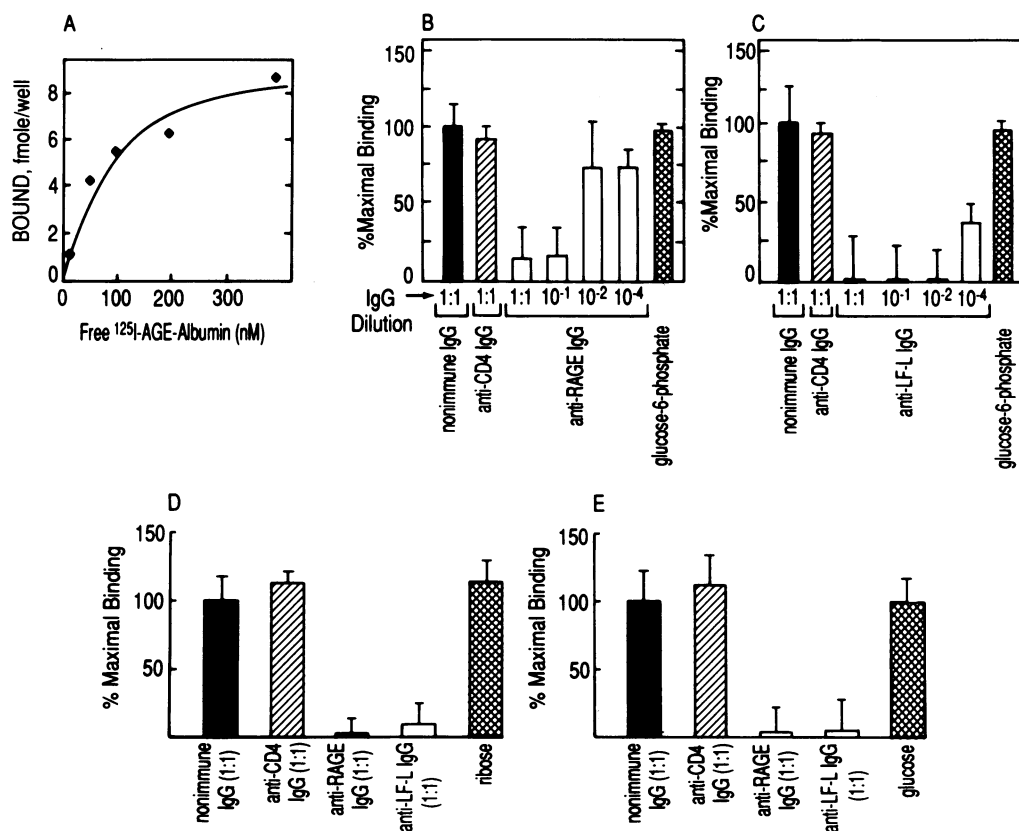 A
BOUND, fmole/well
8
6
4
2
0
0 100 200 300
Free ¹²⁵I-AGE-Albumin (nM)
B
%Maximal Binding
150
100
50
0
IgG → Dilution
1:1 1:1 1:1 10⁻¹ 10⁻² 10⁻⁴
nonimmune IgG
anti-CD4 IgG
anti-RAGE IgG
glucose-6-phosphate
C
%Maximal Binding
150
100
50
0
1:1 1:1 1:1 10⁻¹ 10⁻² 10⁻⁴
nonimmune IgG
anti-CD4 IgG
anti-LF-L IgG
glucose-6-phosphate
D
% Maximal Binding
150
100
50
nonimmune
IgG (1:1)
anti-CD4
IgG (1:1)
anti-RAGE
IgG (1:1)
anti-LF-L IgG
(1:1)
ribose
E
% Maximal Binding
150
100
50
nonimmune
IgG (1:1)
anti-CD4
IgG (1:1)
anti-RAGE
IgG (1:1)
anti-LF-L IgG
(1:1)
glucose